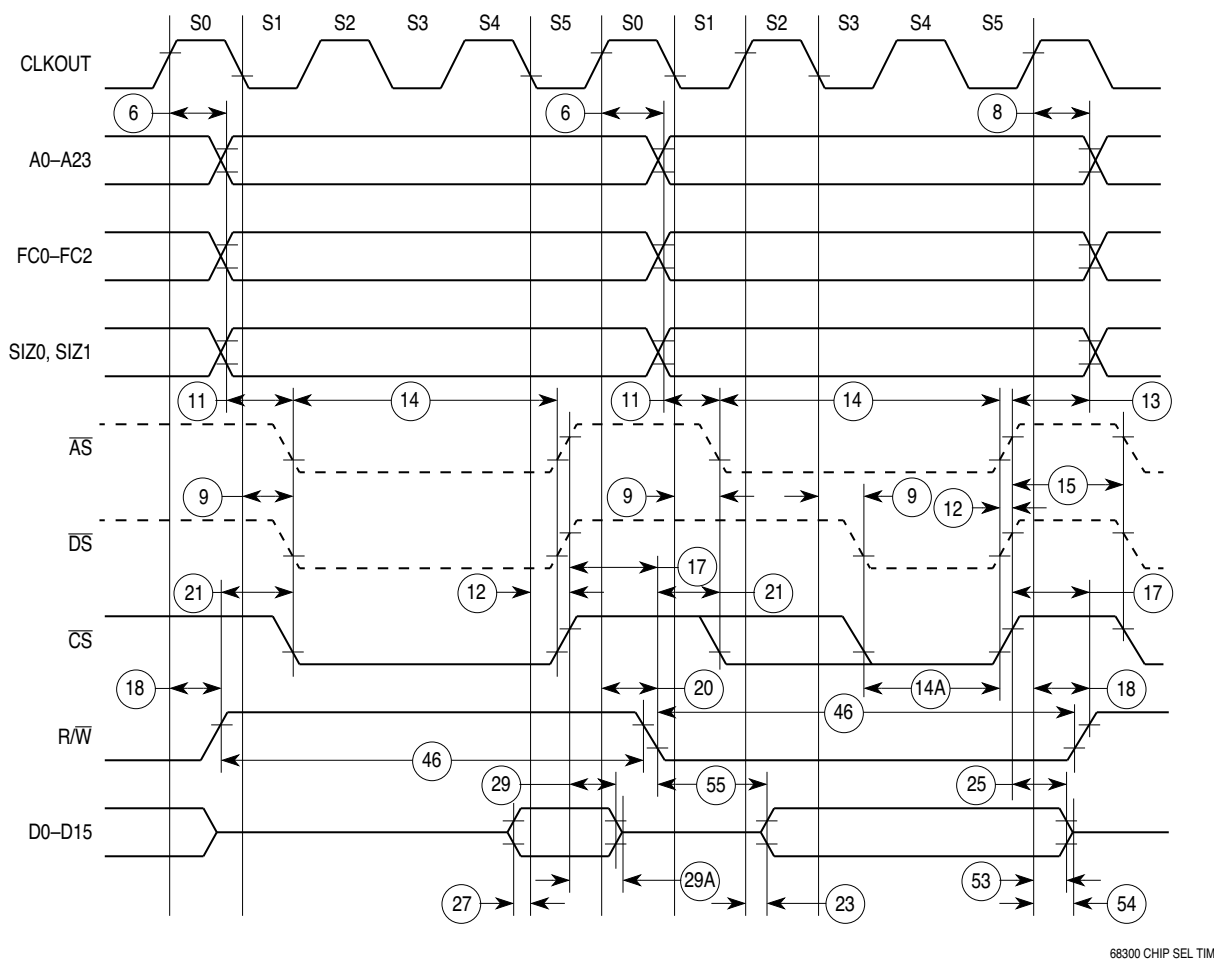 S0 S1 S2 S3 S4 S5 S0 S1 S2 S3 S4 S5
CLKOUT
6 6 8
A0–A23
FC0–FC2
SIZ0, SIZ1
11 14 11 14 13
AS
9 9 9 12 15
DS
21 12 17 21 17
CS
18 20 14A 18
46
R/W
46
29 55 25
D0–D15
29A 53
27 23 54
68300 CHIP SEL TIM